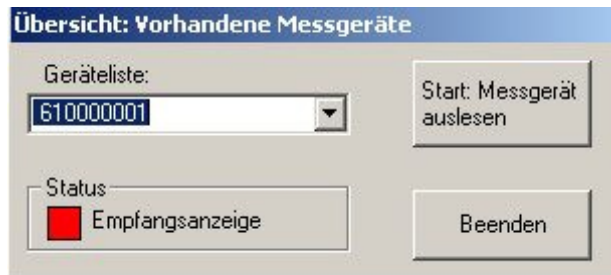 Übersicht: Vorhandene Messgeräte
Geräteliste:
610000001
Start: Messgerät
auslesen
Status
Empfangsanzeige
Beenden